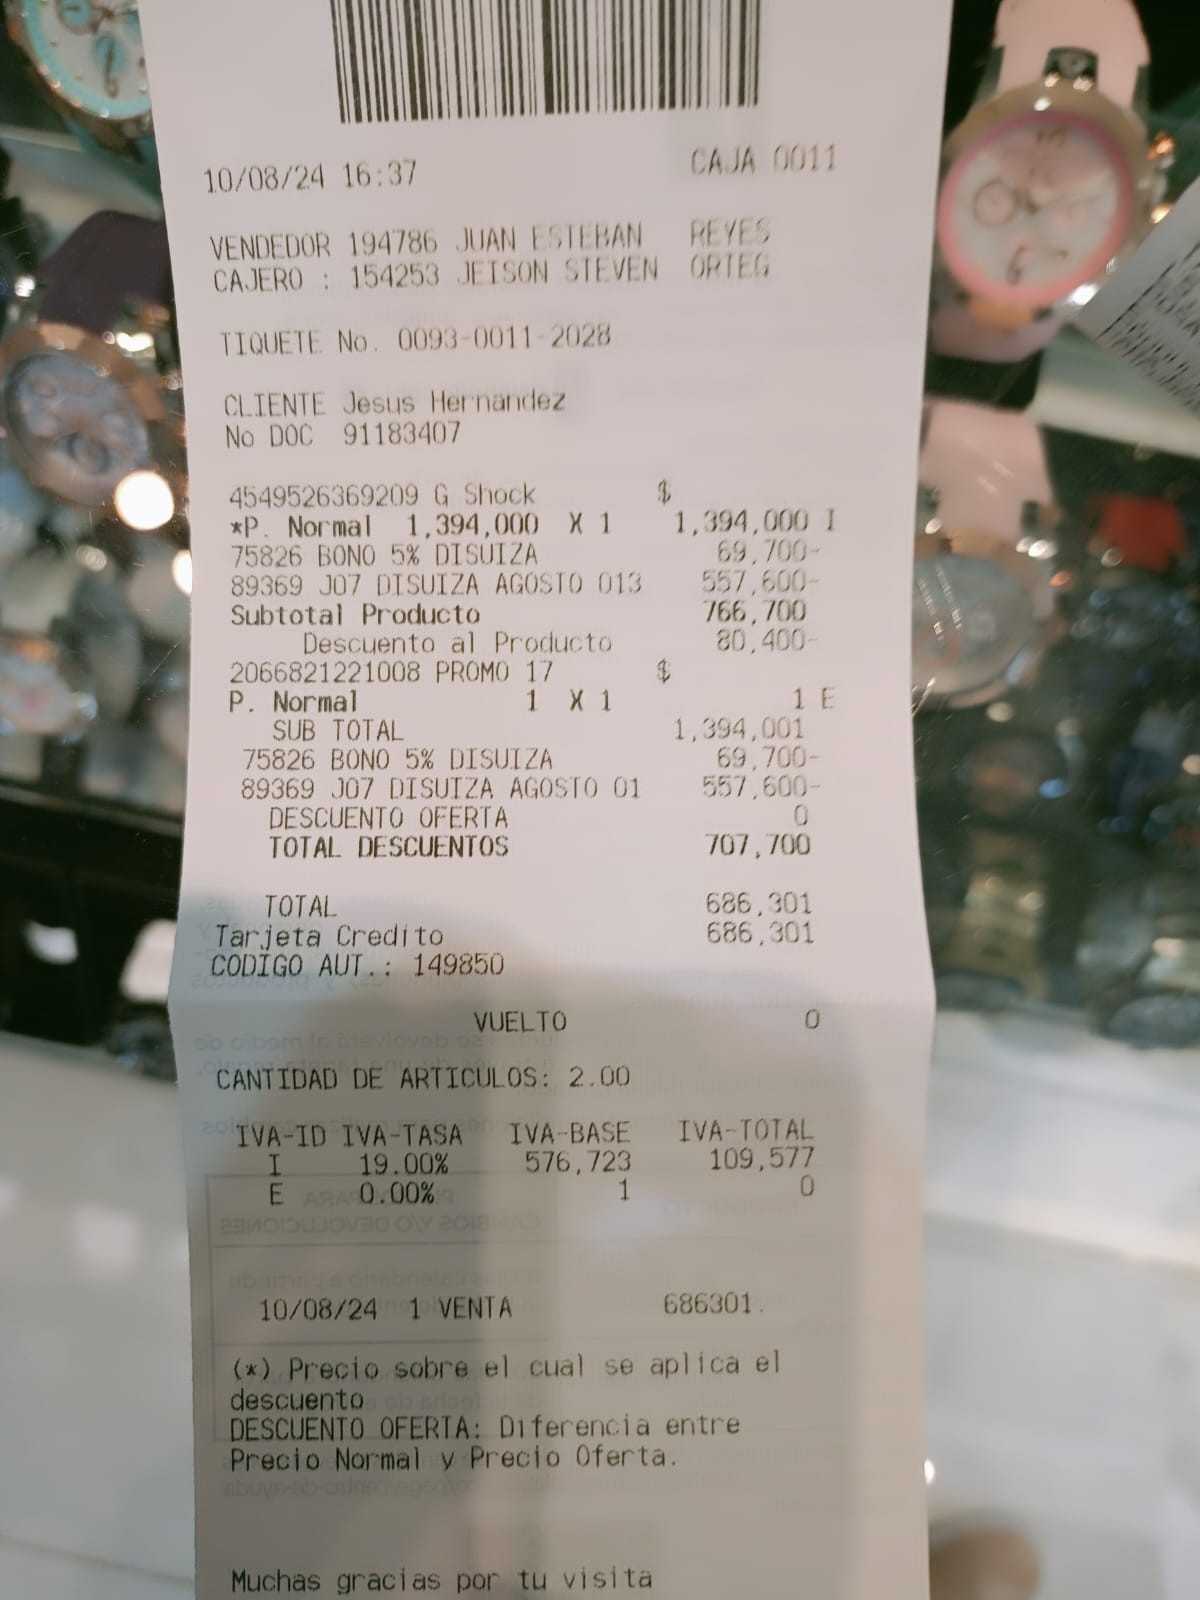 10/08/24 16:37 CAJA 0011
VENDEDOR 194786 JUAN ESTEBAN REYES
CAJERO : 154253 JEISON STEVEN ORTEG
TIQUETE No. 0093-0011-2028
CLIENTE Jesus Hernandez
No DOC 91183407
4549526369209 G Shock $
*P. Normal 1,394,000 X 1 1,394,000 I
75826 BONO 5% DISUIZA 69,700-
89369 J07 DISUIZA AGOSTO 013 557,600-
Subtotal Producto 766,700
Descuento al Producto 80,400-
2066821221008 PROMO 17 $
P. Normal 1 X 1 1 E
SUB TOTAL 1,394,001
75826 BONO 5% DISUIZA 69,700-
89369 J07 DISUIZA AGOSTO 01 557,600-
DESCUENTO OFERTA 0
TOTAL DESCUENTOS 707,700
TOTAL 686,301
Tarjeta Credito 686,301
CODIGO AUT.: 149850
VUELTO 0
CANTIDAD DE ARTICULOS: 2.00
IVA-ID IVA-TASA IVA-BASE IVA-TOTAL
I 19.00% 576,723 109,577
E 0.00% 1 0
10/08/24 1 VENTA 686301.
(*) Precio sobre el cual se aplica el
descuento
DESCUENTO OFERTA: Diferencia entre
Precio Normal y Precio Oferta.
Muchas gracias por tu visita